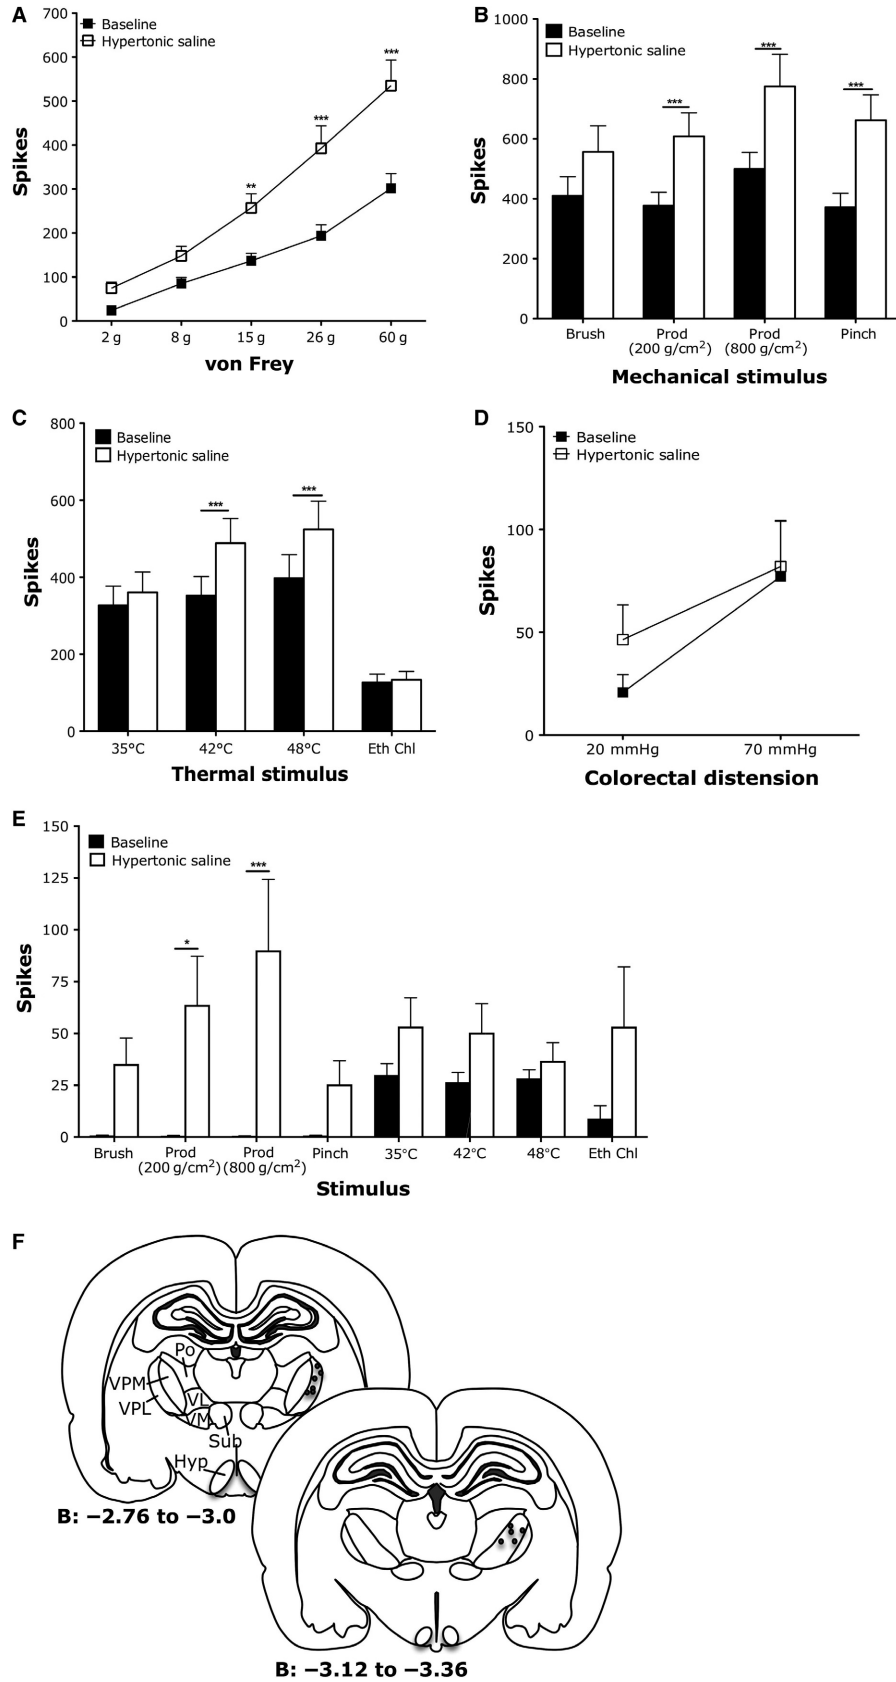 A
700
600
500
400
300
200
100
0
Spikes
Baseline
Hypertonic saline
**
***
***
2 g 8 g 15 g 26 g 60 g
von Frey
B
1000
800
600
400
200
0
Spikes
Baseline
Hypertonic saline
***
***
***
Brush Prod Prod Pinch
(200 g/cm²) (800 g/cm²)
Mechanical stimulus
C
800
600
400
200
0
Spikes
Baseline
Hypertonic saline
***
***
35°C 42°C 48°C Eth Chl
Thermal stimulus
D
150
100
50
0
Spikes
Baseline
Hypertonic saline
20 mmHg 70 mmHg
Colorectal distension
E
150
125
100
75
50
25
0
Spikes
Baseline
Hypertonic saline
*
***
Brush Prod Prod Pinch 35°C 42°C 48°C Eth Chl
(200 g/cm²) (800 g/cm²)
Stimulus
F
Po
VPM
VPL
VL
VM
Sub
Hyp
B: −2.76 to −3.0
B: −3.12 to −3.36